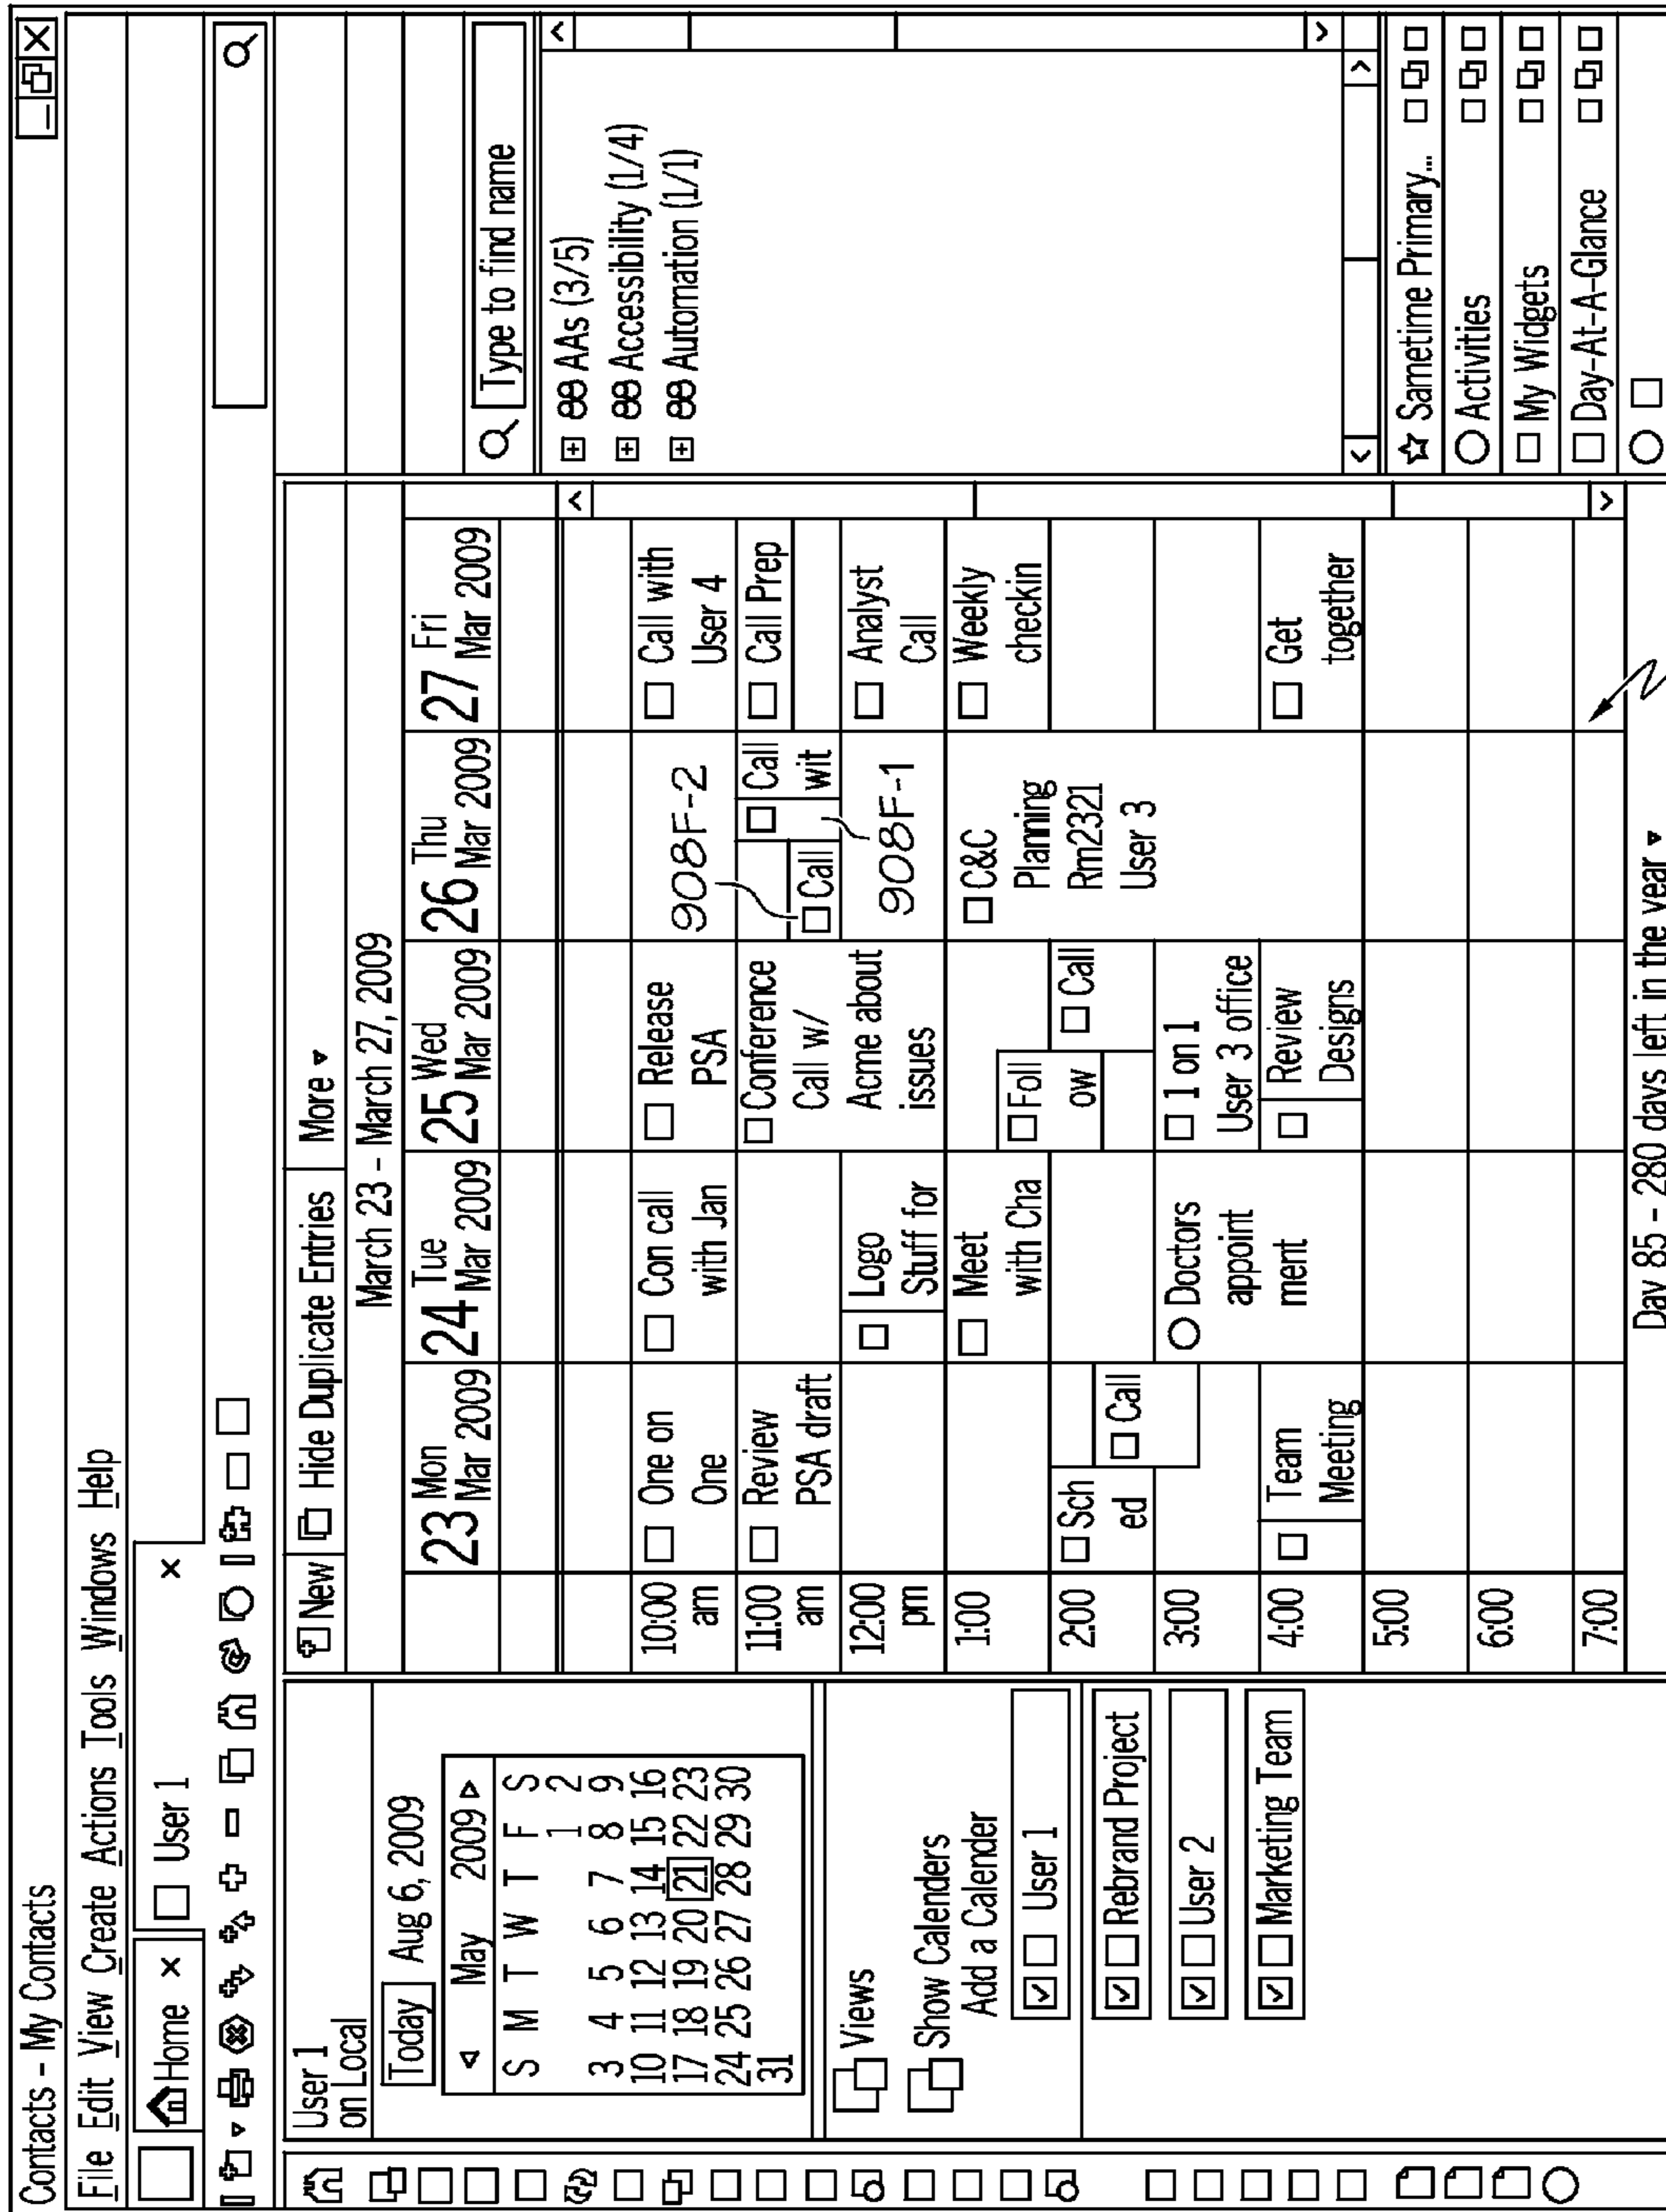 Contacts - My Contacts
File Edit View Create Actions Tools Windows Help
Home × User 1 ×
User 1
on Local
Today Aug 6, 2009
May 2009
S M T W T F S
1 2
3 4 5 6 7 8 9
10 11 12 13 14 15 16
17 18 19 20 21 22 23
24 25 26 27 28 29 30
31
Views
Show Calenders
Add a Calender
User 1
Rebrand Project
User 2
Marketing Team
New Hide Duplicate Entries More
March 23 - March 27, 2009
23 Mon Mar 2009
24 Tue Mar 2009
25 Wed Mar 2009
26 Thu Mar 2009
27 Fri Mar 2009
10:00
am
11:00
am
12:00
pm
1:00
2:00
3:00
4:00
5:00
6:00
7:00
One on
One
Review
PSA draft
Sch
ed
Call
Team
Meeting
Con call
with Jan
Logo
Stuff for
Meet
with Cha
Doctors
appoint
ment
Release
PSA
Conference
Call w/
Acme about
issues
Foll
ow
Call
1 on 1
User 3 office
Review
Designs
908F-2
Call
Call
wit
908F-1
C&C
Planning
Rm2321
User 3
Call with
User 4
Call Prep
Analyst
Call
Weekly
checkin
Get
together
Day 85 - 280 days left in the year
Type to find name
AAs (3/5)
Accessibility (1/4)
Automation (1/1)
Sametime Primary...
Activities
My Widgets
Day-At-A-Glance